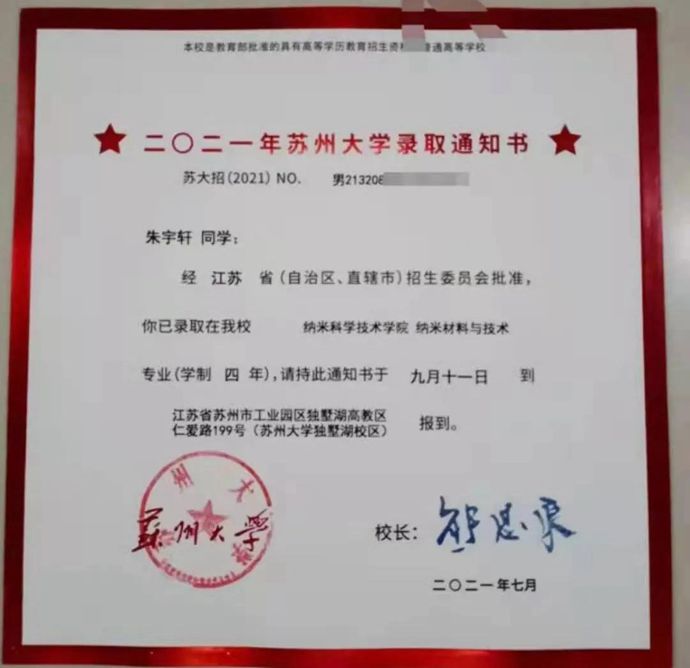 本校是教育部批准的具有高等学历教育招生资格 普通高等学校
二〇二一年苏州大学录取通知书
苏大招(2021) NO. 男213208
朱宇轩 同学:
经 江苏 省(自治区、直辖市)招生委员会批准,
你已录取在我校 纳米科学技术学院 纳米材料与技术
专业(学制 四 年),请持此通知书于 九月十一日 到
江苏省苏州市工业园区独墅湖高教区
仁爱路199号(苏州大学独墅湖校区) 报到。
蘇州大學
校长: 熊思东
二〇二一年七月